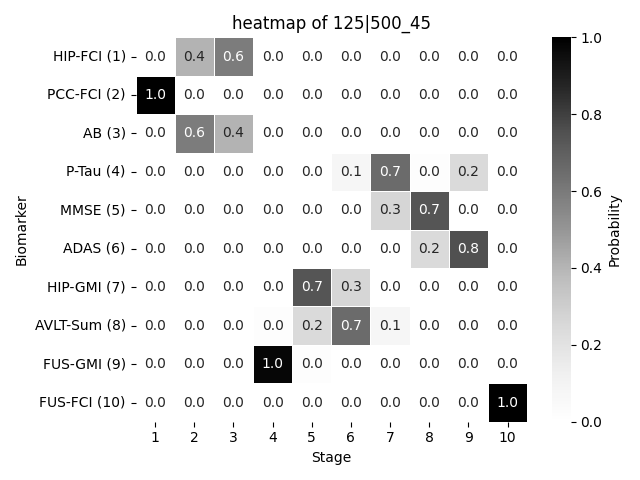 heatmap of 125|500_45
HIP-FCI (1) 0.0 0.4 0.6 0.0 0.0 0.0 0.0 0.0 0.0 0.0
PCC-FCI (2) 1.0 0.0 0.0 0.0 0.0 0.0 0.0 0.0 0.0 0.0
AB (3) 0.0 0.6 0.4 0.0 0.0 0.0 0.0 0.0 0.0 0.0
P-Tau (4) 0.0 0.0 0.0 0.0 0.0 0.1 0.7 0.0 0.2 0.0
MMSE (5) 0.0 0.0 0.0 0.0 0.0 0.0 0.3 0.7 0.0 0.0
ADAS (6) 0.0 0.0 0.0 0.0 0.0 0.0 0.0 0.2 0.8 0.0
HIP-GMI (7) 0.0 0.0 0.0 0.0 0.7 0.3 0.0 0.0 0.0 0.0
AVLT-Sum (8) 0.0 0.0 0.0 0.0 0.2 0.7 0.1 0.0 0.0 0.0
FUS-GMI (9) 0.0 0.0 0.0 1.0 0.0 0.0 0.0 0.0 0.0 0.0
FUS-FCI (10) 0.0 0.0 0.0 0.0 0.0 0.0 0.0 0.0 0.0 1.0
1 2 3 4 5 6 7 8 9 10
Stage
Biomarker
1.0
0.8
0.6
0.4
0.2
0.0
Probability